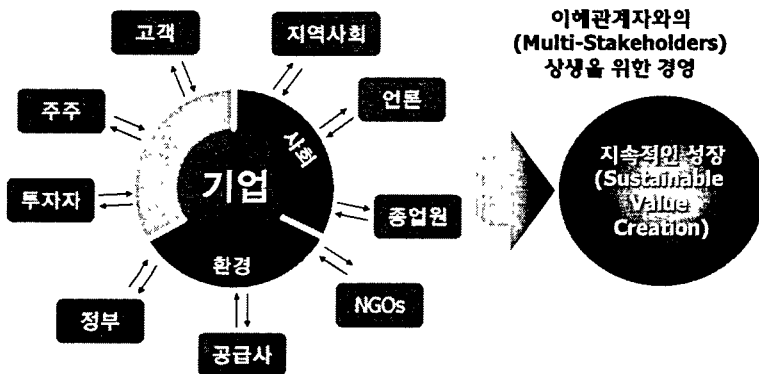 고객
지역사회
주주
언론
투자자
기업
사회
종업원
환경
정부
NGOs
공급사
이해관계자와의
(Multi-Stakeholders)
상생을 위한 경영
지속적인 성장
(Sustainable
Value
Creation)